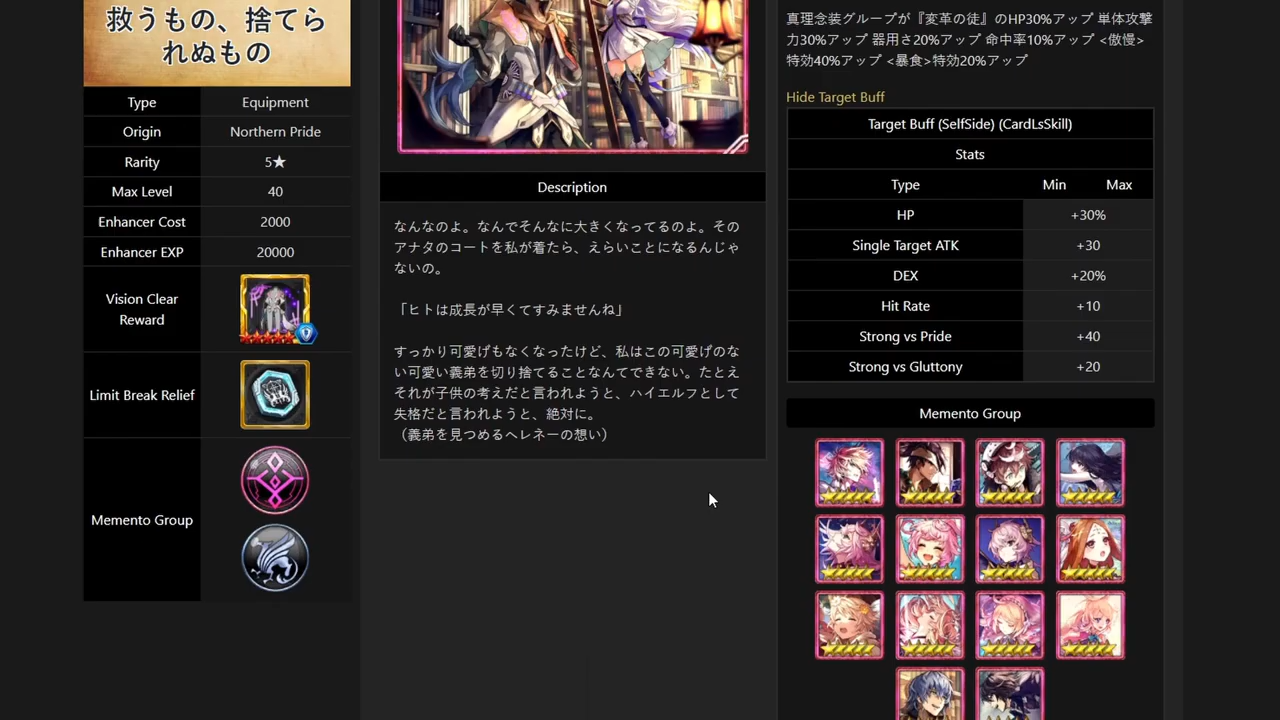 救うもの、捨てら
れぬもの
Type Equipment
Origin Northern Pride
Rarity 5★
Max Level 40
Enhancer Cost 2000
Enhancer EXP 20000
Vision Clear
Reward
Limit Break Relief
Memento Group
Description
なんなのよ。なんでそんなに大きくなってるのよ。その
アナタのコートを私が着たら、えらいことになるんじゃ
ないの。
「ヒトは成長が早くてすみませんね」
すっかり可愛げもなくなったけど、私はこの可愛げのな
い可愛い義弟を切り捨てることなんてできない。たとえ
それが子供の考えだと言われようと、ハイエルフとして
失格だと言われようと、絶対に。
（義弟を見つめるヘレネーの想い）
真理念装グループが『変革の徒』のHP30%アップ 単体攻撃
力30%アップ 器用さ20%アップ 命中率10%アップ <傲慢>
特効40%アップ <暴食>特効20%アップ
Hide Target Buff
Target Buff (SelfSide) (CardLsSkill)
Stats
Type Min Max
HP +30%
Single Target ATK +30
DEX +20%
Hit Rate +10
Strong vs Pride +40
Strong vs Gluttony +20
Memento Group